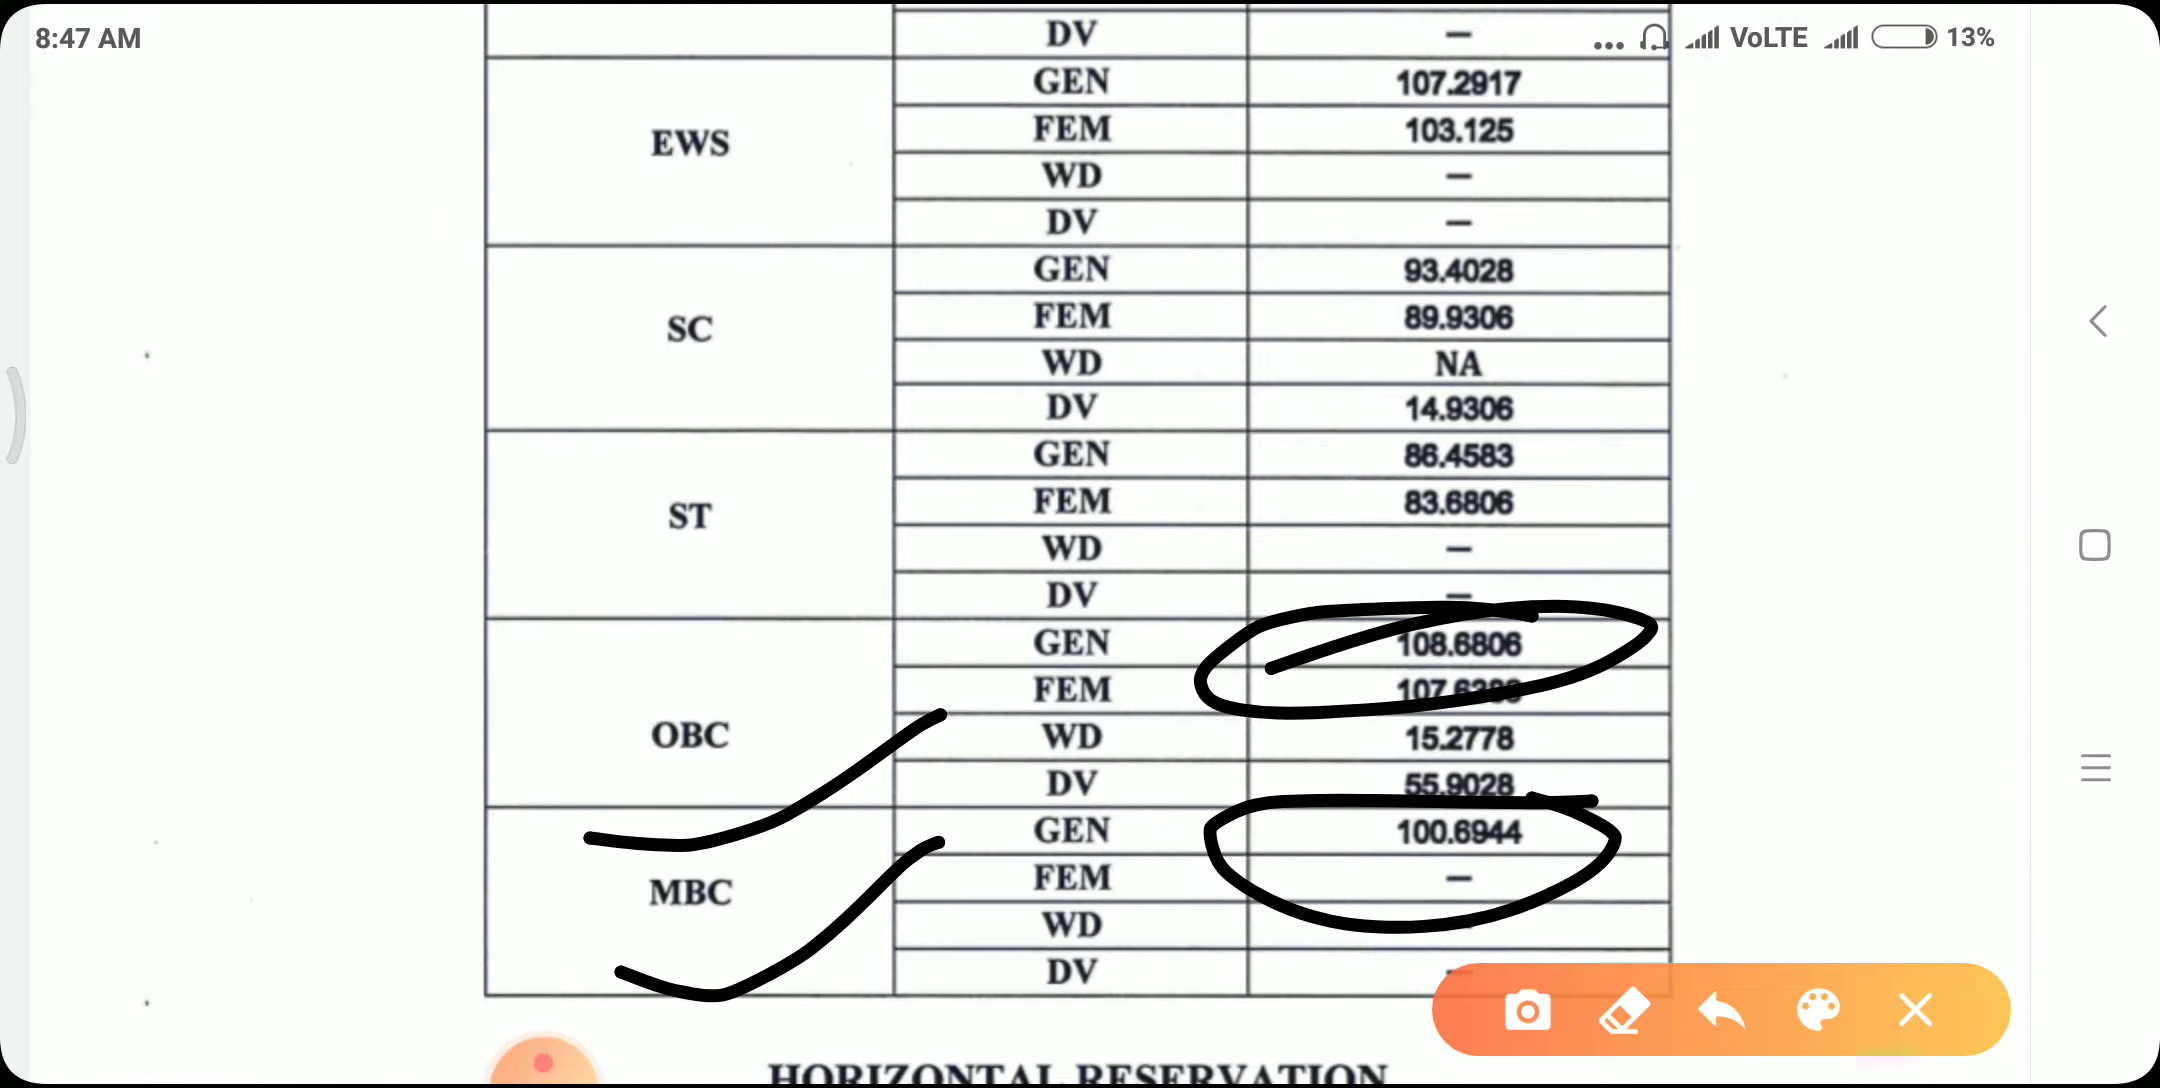 8:47 AM
VoLTE 13%
DV —
EWS
GEN 107.2917
FEM 103.125
WD —
DV —
SC
GEN 93.4028
FEM 89.9306
WD NA
DV 14.9306
ST
GEN 86.4583
FEM 83.6806
WD —
DV —
OBC
GEN 108.6806
FEM
WD 15.2778
DV 55.9028
MBC
GEN 100.6944
FEM —
WD
DV —
HORIZONTAL RESERVATION